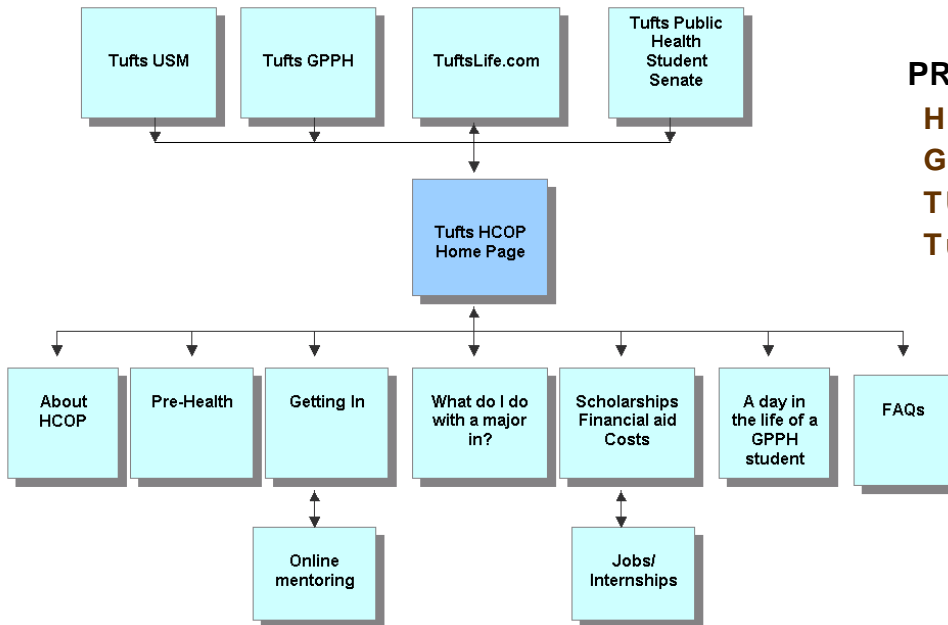 Tufts USM
Tufts GPPH
TuftsLife.com
Tufts Public
Health
Student
Senate
Tufts HCOP
Home Page
About
HCOP
Pre-Health
Getting In
What do I do
with a major
in?
Scholarships
Financial aid
Costs
A day in
the life of a
GPPH
student
FAQs
Online
mentoring
Jobs/
Internships